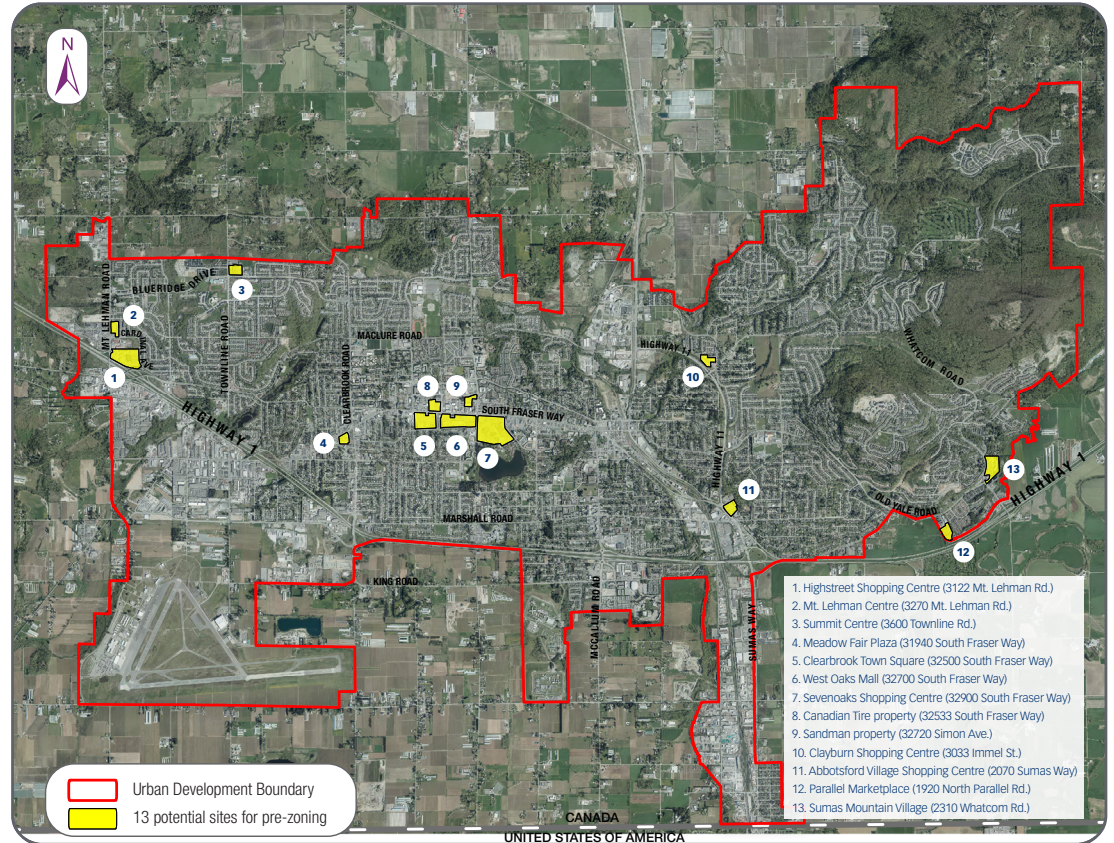 N
MT LEHMAN ROAD
BLUERIDGE DRIVE
3
2
CARDINAL AVE
1
TOWNLINE ROAD
HIGHWAY 1
MACLURE ROAD
CLEARBROOK ROAD
4
8
9
SOUTH FRASER WAY
5
6
7
HIGHWAY 11
10
WHATCOM ROAD
HIGHWAY 11
11
13
HIGHWAY 1
OLD YALE ROAD
12
MARSHALL ROAD
KING ROAD
MCCALLUM ROAD
SUMAS WAY
1. Highstreet Shopping Centre (3122 Mt. Lehman Rd.)
2. Mt. Lehman Centre (3270 Mt. Lehman Rd.)
3. Summit Centre (3600 Townline Rd.)
4. Meadow Fair Plaza (31940 South Fraser Way)
5. Clearbrook Town Square (32500 South Fraser Way)
6. West Oaks Mall (32700 South Fraser Way)
7. Sevenoaks Shopping Centre (32900 South Fraser Way)
8. Canadian Tire property (32533 South Fraser Way)
9. Sandman property (32720 Simon Ave.)
10. Clayburn Shopping Centre (3033 Immel St.)
11. Abbotsford Village Shopping Centre (2070 Sumas Way)
12. Parallel Marketplace (1920 North Parallel Rd.)
13. Sumas Mountain Village (2310 Whatcom Rd.)
Urban Development Boundary
13 potential sites for pre-zoning
CANADA
UNITED STATES OF AMERICA